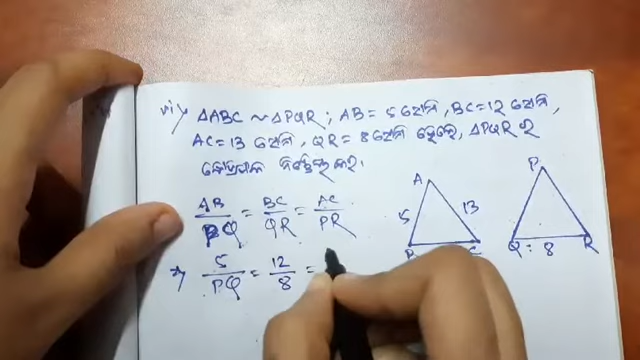 vii) ΔABC ~ ΔPQR ; AB = 5 ସେମି, BC = 12 ସେମି,
AC = 13 ସେମି, QR = 8 ସେମି ହେଲେ, ΔPQR ର
କ୍ଷେତ୍ରଫଳ ନିର୍ଣ୍ଣୟ କର.
AB/PQ = BC/QR = AC/PR
⇒ 5/PQ = 12/8 =
A
5 13
P
Q : 8 R